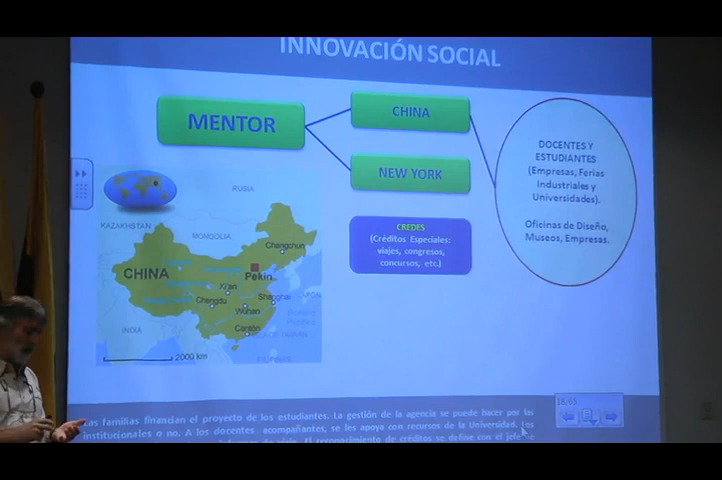 INNOVACIÓN SOCIAL
MENTOR
CHINA
NEW YORK
CREDES
(Créditos Especiales:
viajes, congresos,
concursos, etc.)
DOCENTES Y
ESTUDIANTES
(Empresas, Ferias
Industriales y
Universidades).
Oficinas de Diseño,
Museos, Empresas.
RUSIA
KAZAKHSTAN
MONGOLIA
Changchun
CHINA
Pekín
Xi'an
Shanghai
Chengdu
Wuhan
INDIA
Cantón
FILIPINAS
2000 km
18:55
Las familias financian el proyecto de los estudiantes. La gestión de la agencia se puede hacer por las
institucionales o no. A los docentes acompañantes, se les apoya con recursos de la Universidad. Los
El reconocimiento de créditos se define con el jefe